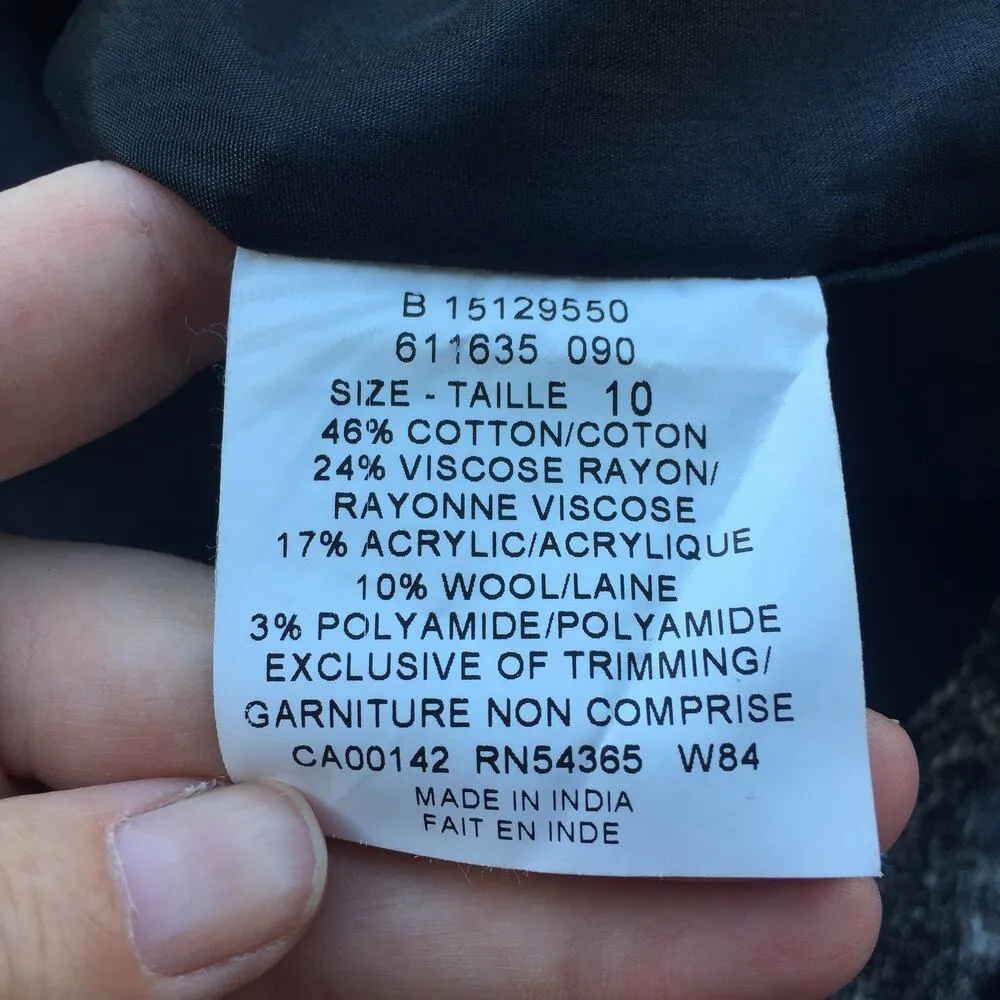 B 15129550
611635 090
SIZE - TAILLE 10
46% COTTON/COTON
24% VISCOSE RAYON/
RAYONNE VISCOSE
17% ACRYLIC/ACRYLIQUE
10% WOOL/LAINE
3% POLYAMIDE/POLYAMIDE
EXCLUSIVE OF TRIMMING/
GARNITURE NON COMPRISE
CA00142 RN54365 W84
MADE IN INDIA
FAIT EN INDE